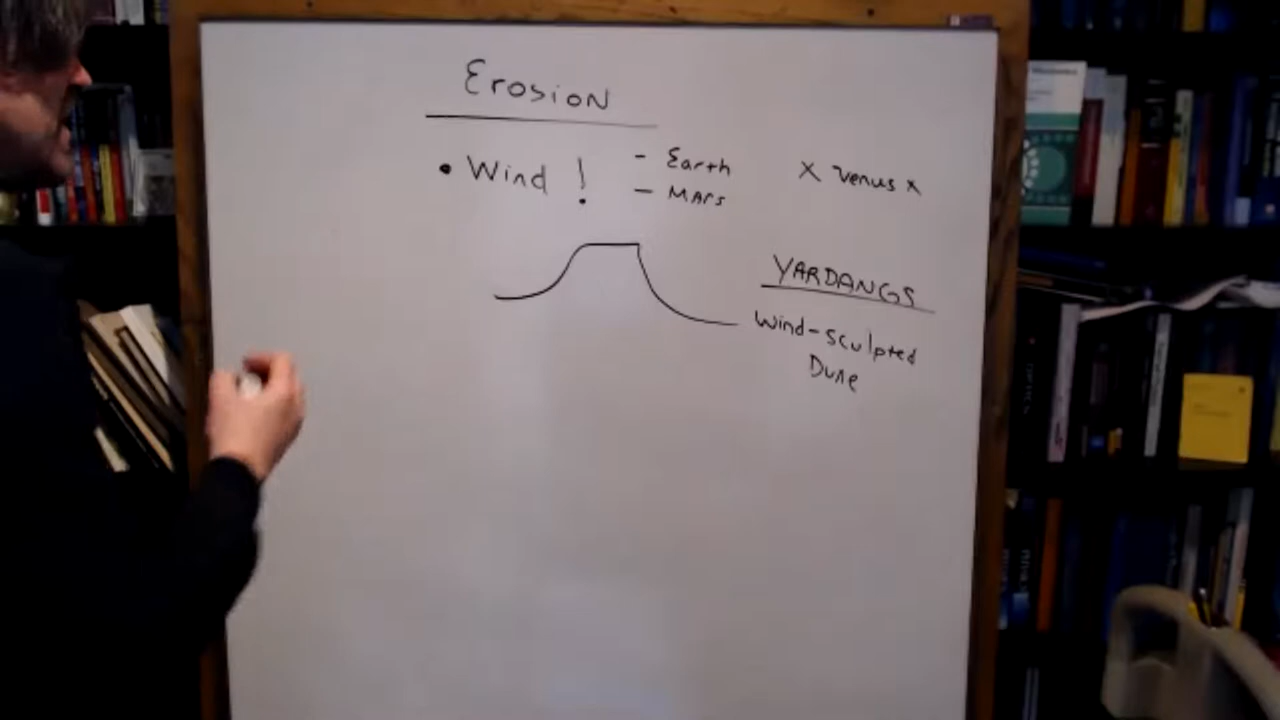 Erosion
• Wind !
- Earth
- MArs
X Venus X
YARDANGS
Wind-sculpted
Dune